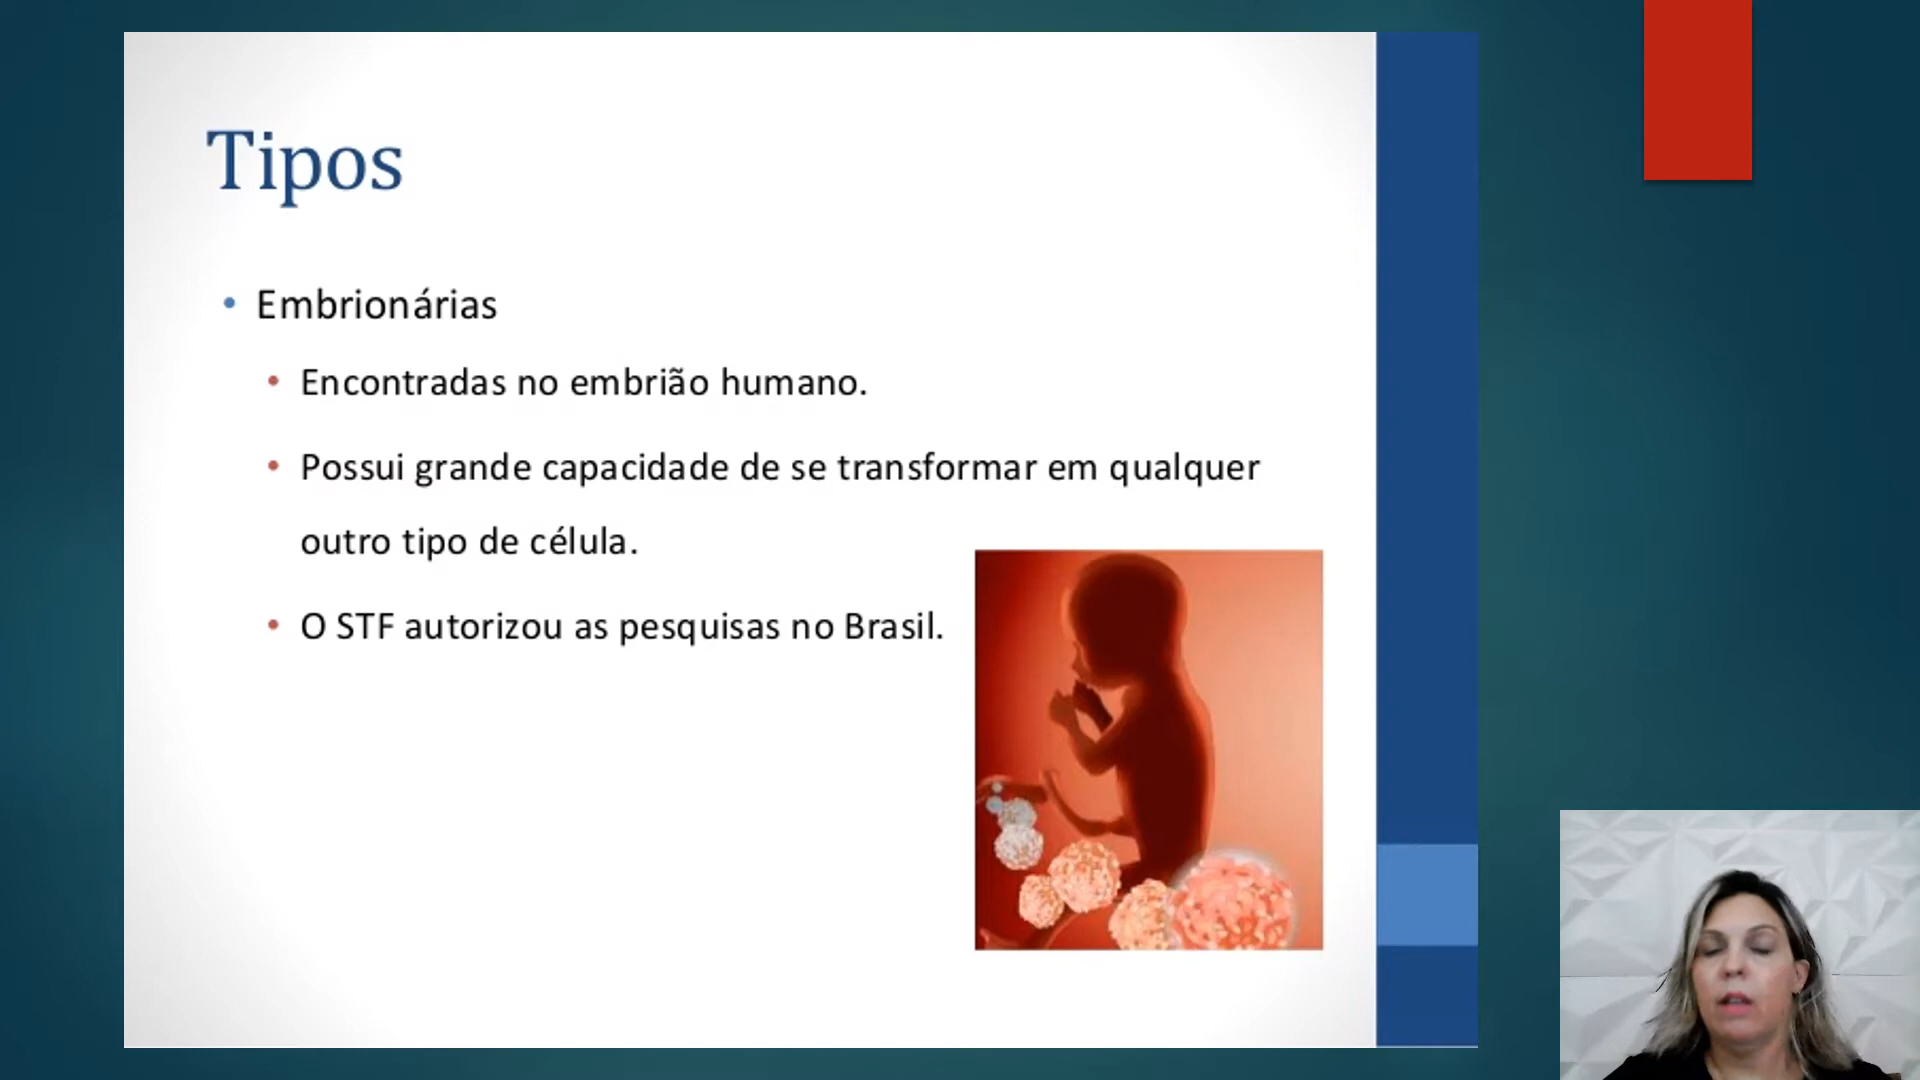 Tipos
• Embrionárias
• Encontradas no embrião humano.
• Possui grande capacidade de se transformar em qualquer
outro tipo de célula.
• O STF autorizou as pesquisas no Brasil.